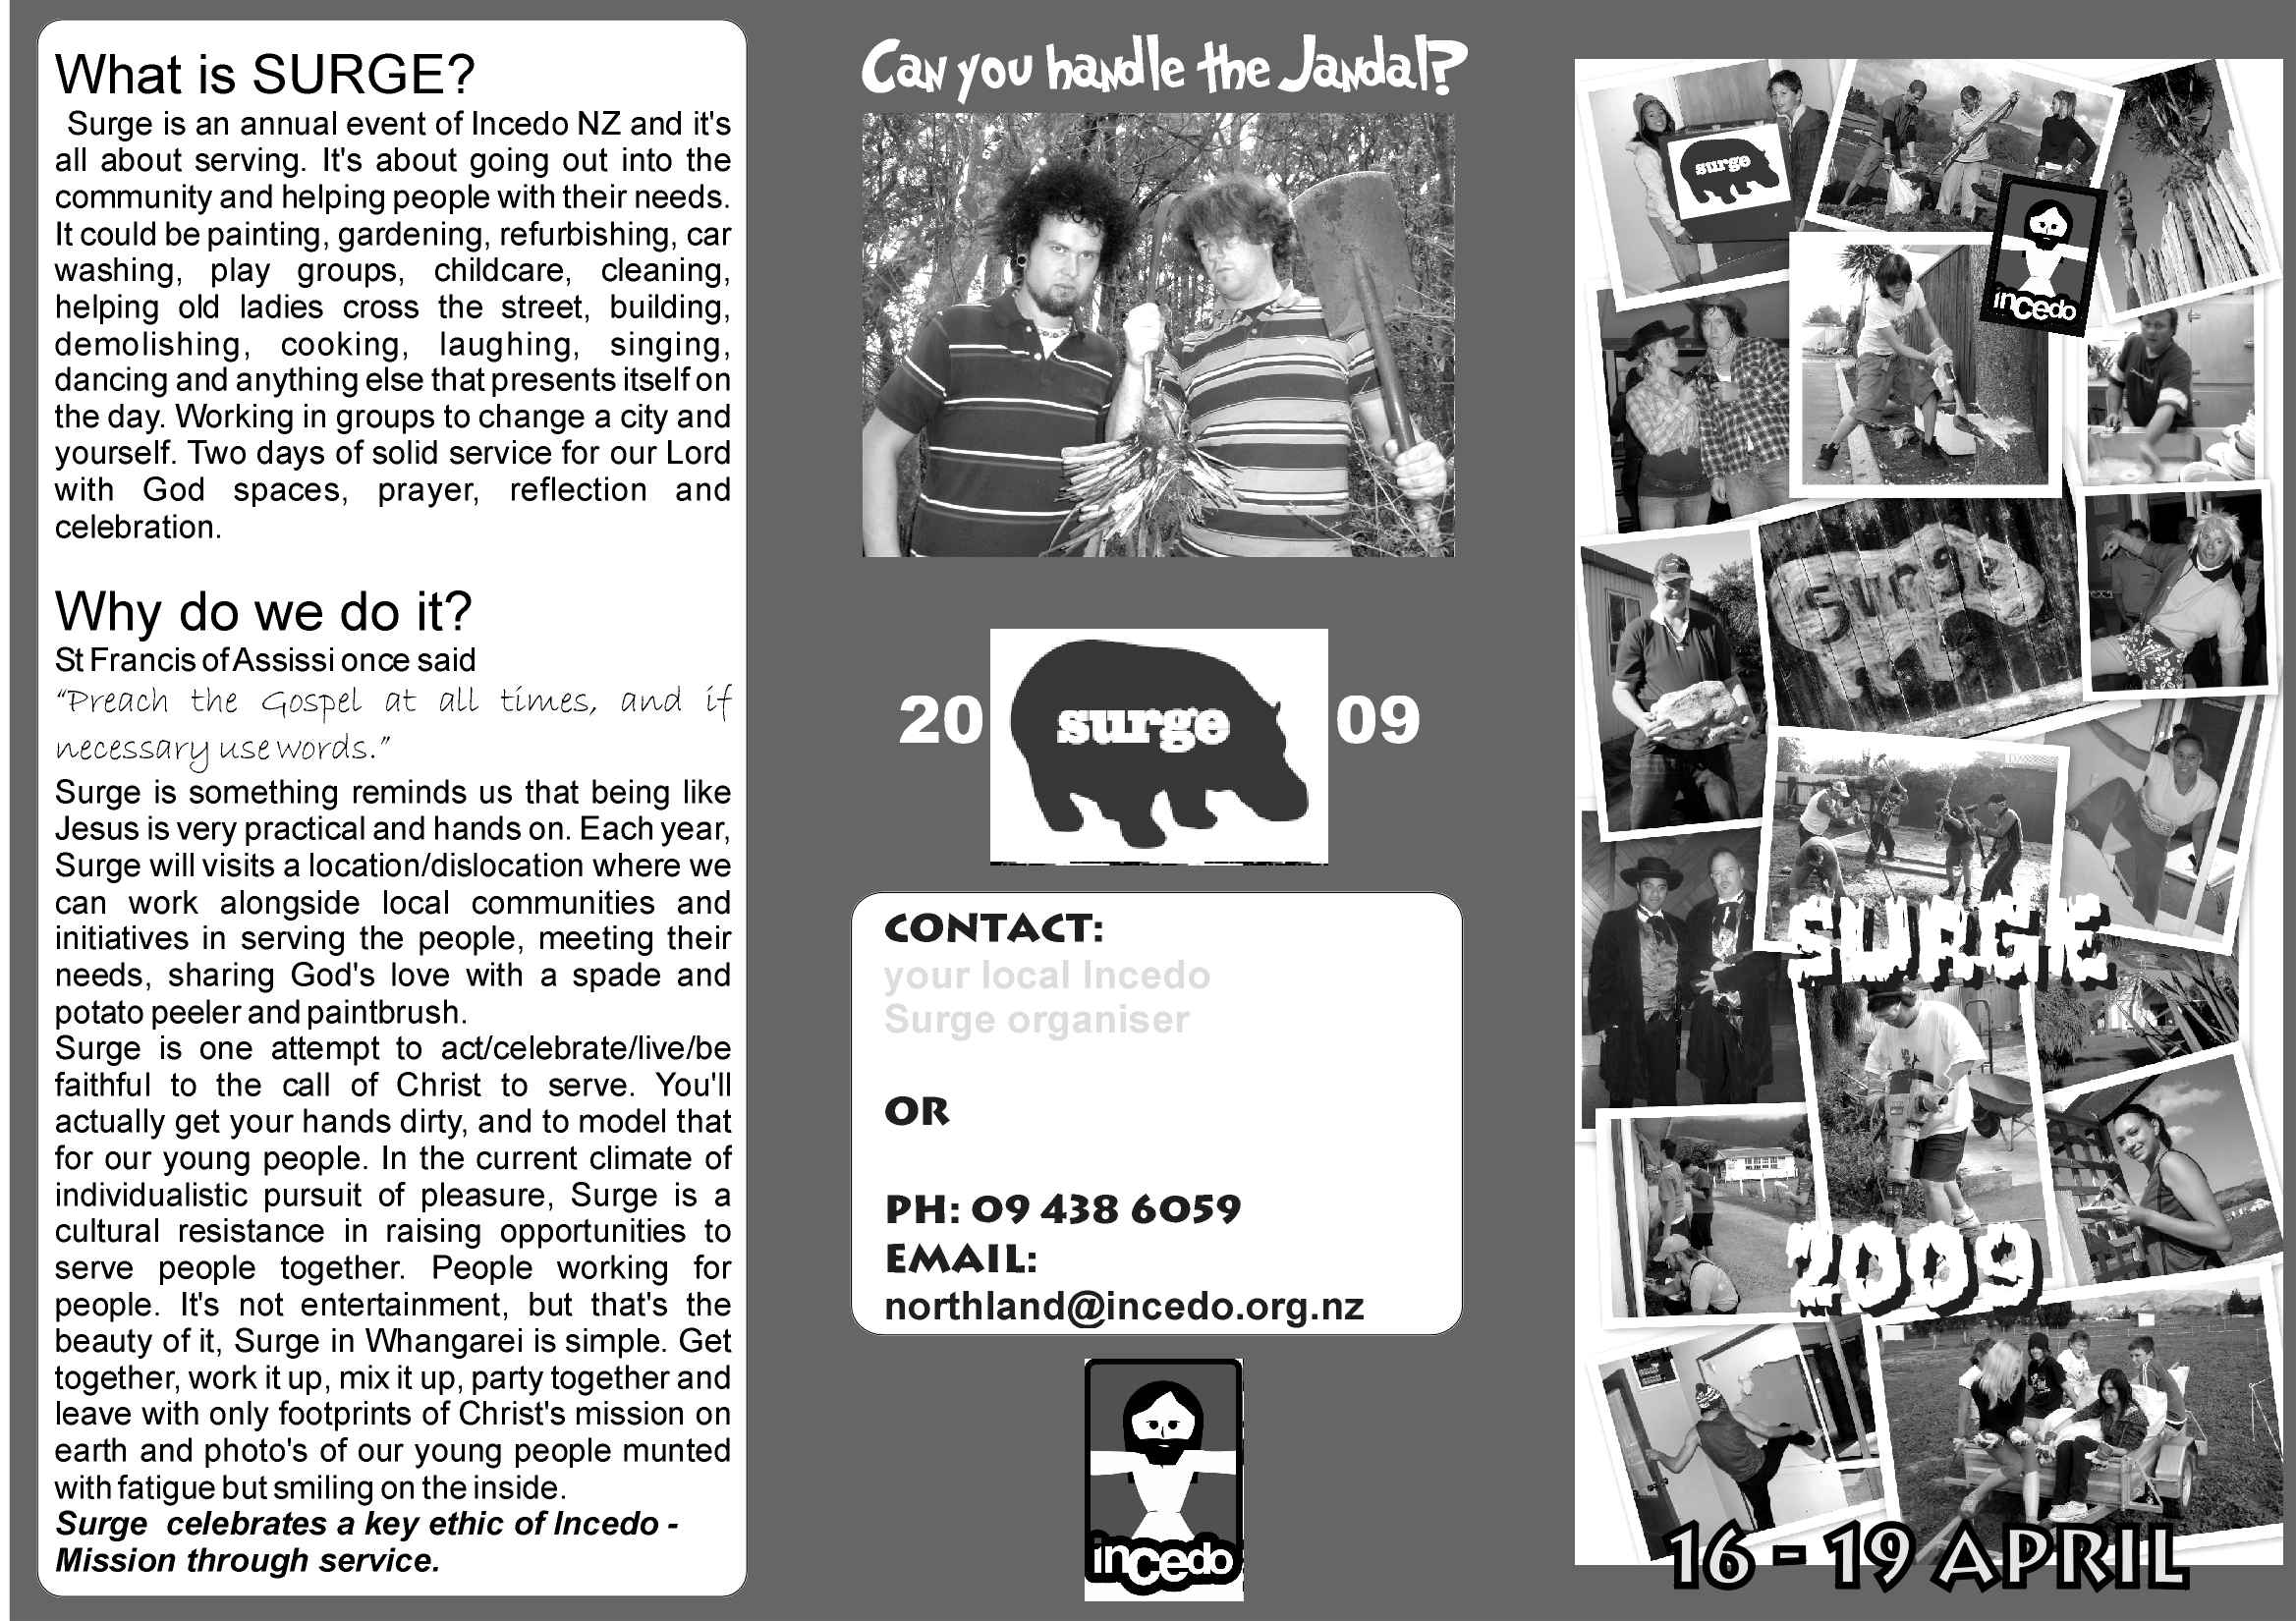 What is SURGE?
Surge is an annual event of Incedo NZ and it's
all about serving. It's about going out into the
community and helping people with their needs.
It could be painting, gardening, refurbishing, car
washing, play groups, childcare, cleaning,
helping old ladies cross the street, building,
demolishing, cooking, laughing, singing,
dancing and anything else that presents itself on
the day. Working in groups to change a city and
yourself. Two days of solid service for our Lord
with God spaces, prayer, reflection and
celebration.
Why do we do it?
St Francis of Assissi once said
“Preach the Gospel at all times, and if
necessary use words.”
Surge is something reminds us that being like
Jesus is very practical and hands on. Each year,
Surge will visits a location/dislocation where we
can work alongside local communities and
initiatives in serving the people, meeting their
needs, sharing God's love with a spade and
potato peeler and paintbrush.
Surge is one attempt to act/celebrate/live/be
faithful to the call of Christ to serve. You'll
actually get your hands dirty, and to model that
for our young people. In the current climate of
individualistic pursuit of pleasure, Surge is a
cultural resistance in raising opportunities to
serve people together. People working for
people. It's not entertainment, but that's the
beauty of it, Surge in Whangarei is simple. Get
together, work it up, mix it up, party together and
leave with only footprints of Christ's mission on
earth and photo's of our young people munted
with fatigue but smiling on the inside.
Surge celebrates a key ethic of Incedo -
Mission through service.
Can you handle the Jandal?
20 surge 09
CONTACT:
your local Incedo
Surge organiser
OR
PH: 09 438 6059
EMAIL:
northland@incedo.org.nz
incedo
surge
incedo
surge
SURGE
2009
16 - 19 APRIL